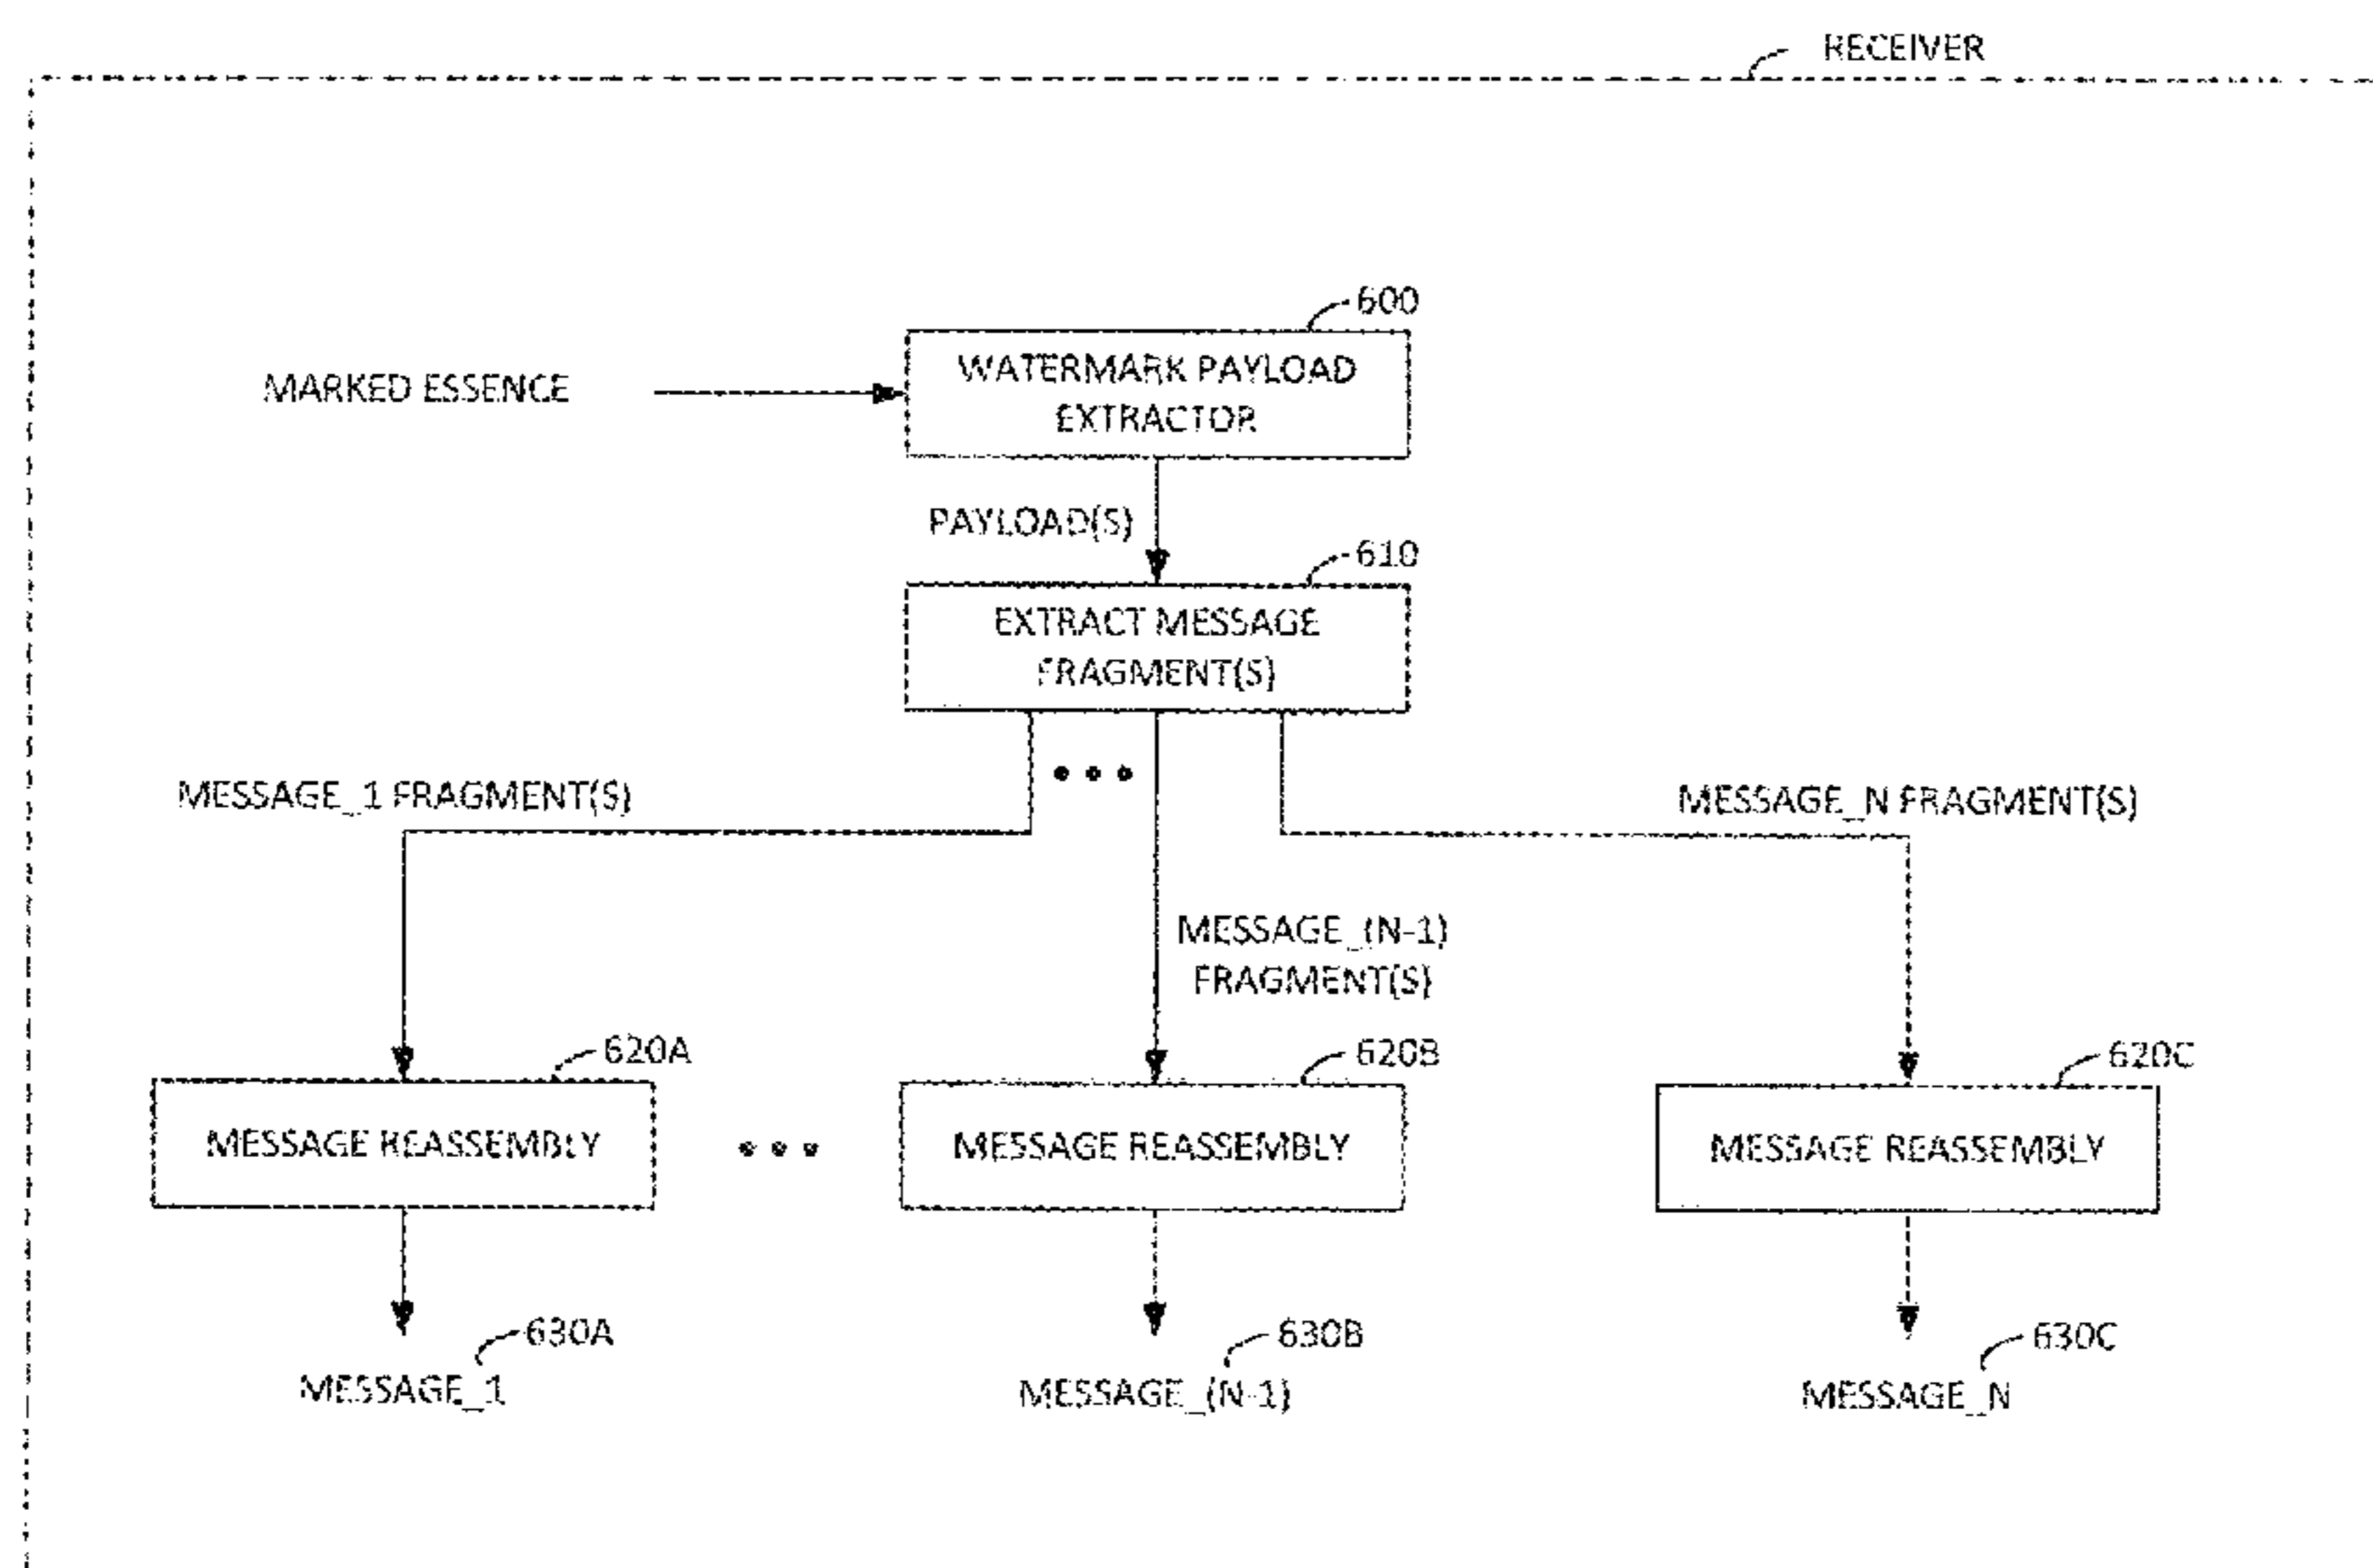 RECEIVER
600
MARKED ESSENCE
WATERMARK PAYLOAD
EXTRACTOR
PAYLOAD(S)
610
EXTRACT MESSAGE
FRAGMENT(S)
MESSAGE_1 FRAGMENT(S)
MESSAGE_N FRAGMENT(S)
MESSAGE_(N-1)
FRAGMENT(S)
620A
620B
620C
MESSAGE REASSEMBLY
MESSAGE REASSEMBLY
MESSAGE REASSEMBLY
630A
630B
630C
MESSAGE_1
MESSAGE_(N-1)
MESSAGE_N